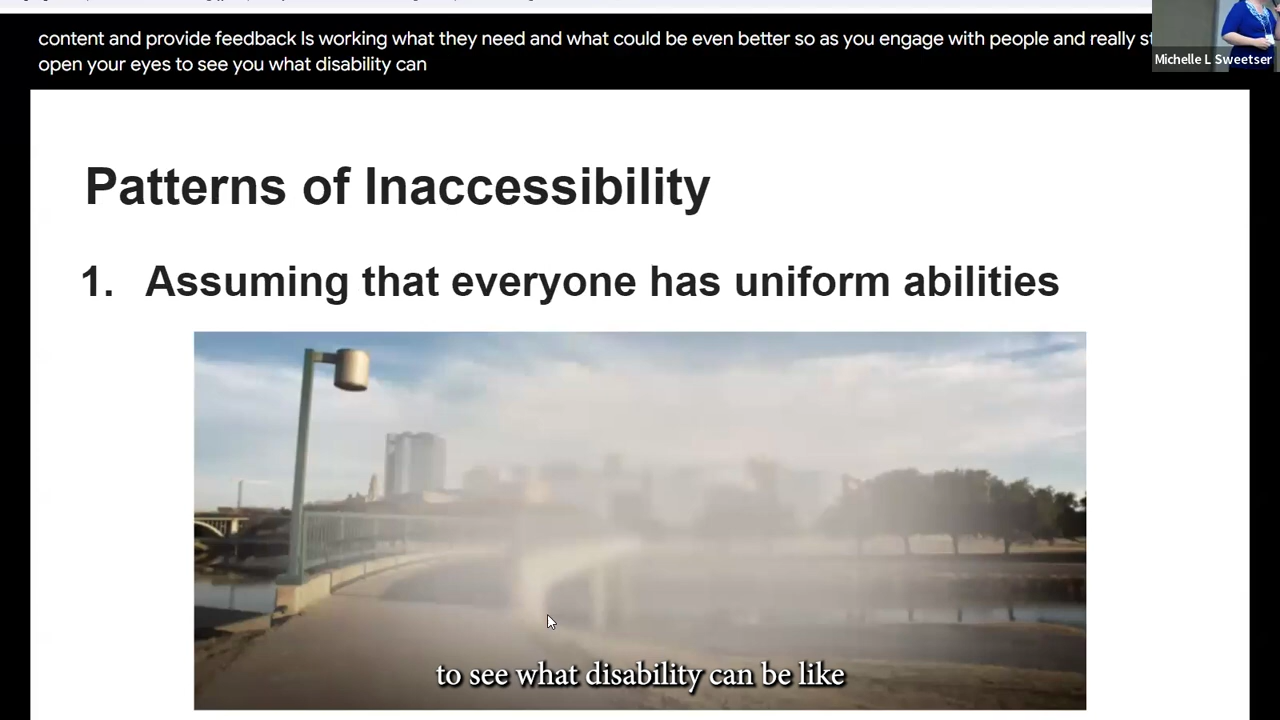 content and provide feedback Is working what they need and what could be even better so as you engage with people and really
open your eyes to see you what disability can
Michelle L Sweetser
Patterns of Inaccessibility
1. Assuming that everyone has uniform abilities
to see what disability can be like